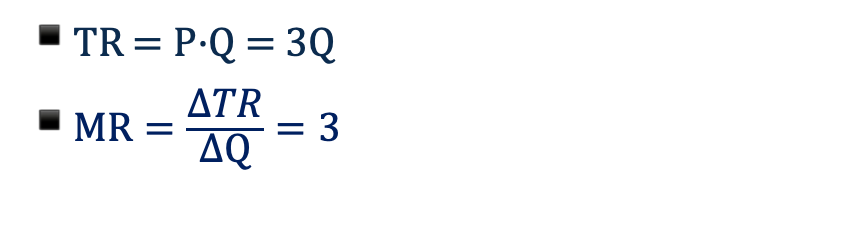 ■ TR = P·Q = 3Q
■ MR = ΔTR/ΔQ = 3